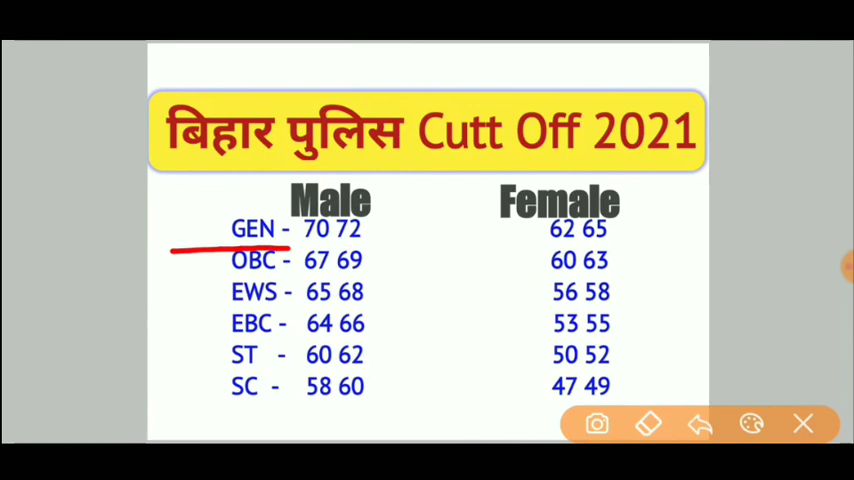 बिहार पुलिस Cutt Off 2021
Male Female
GEN - 70 72 62 65
OBC - 67 69 60 63
EWS - 65 68 56 58
EBC - 64 66 53 55
ST - 60 62 50 52
SC - 58 60 47 49